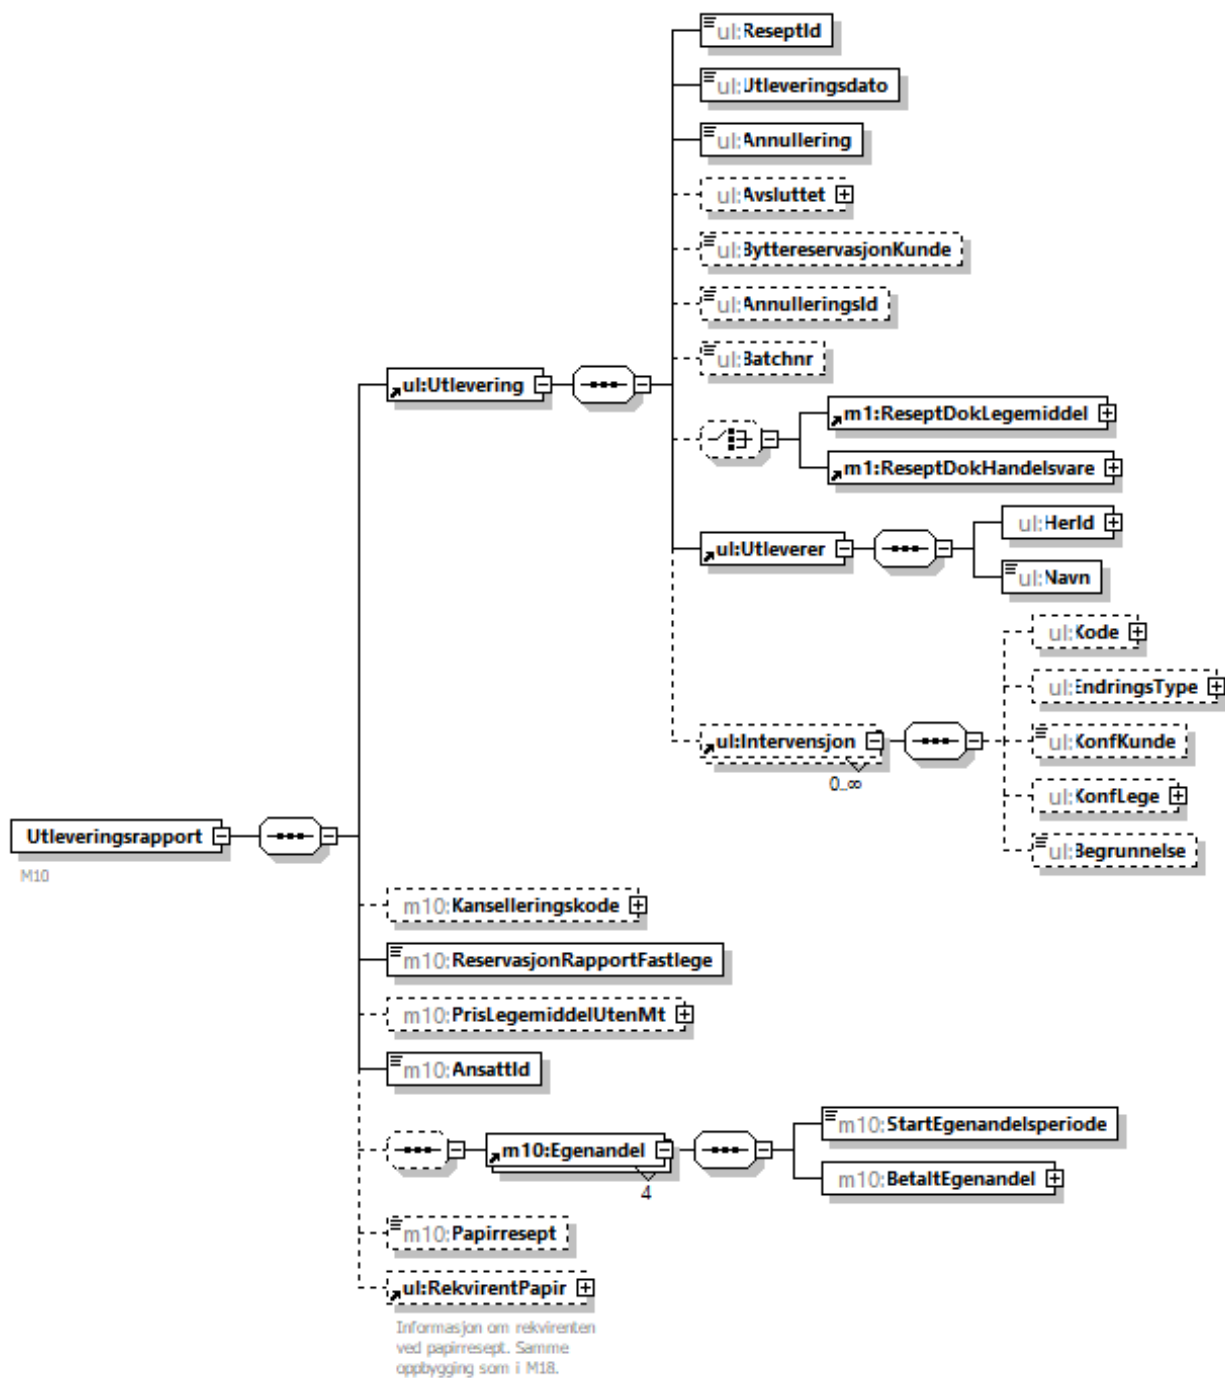 ul:ReseptId
ul:Utleveringsdato
ul:Annullering
ul:Avsluttet
ul:ByttereservasjonKunde
ul:AnnulleringsId
ul:Batchnr
ul:Utlevering
m1:ReseptDokLegemiddel
m1:ReseptDokHandelsvare
ul:Utleverer
ul:HerId
ul:Navn
ul:Kode
ul:EndringsType
ul:Intervensjon
0..∞
ul:KonfKunde
ul:KonfLege
ul:Begrunnelse
Utleveringsrapport
M10
m10:Kanselleringskode
m10:ReservasjonRapportFastlege
m10:PrisLegemiddelUtenMt
m10:AnsattId
m10:Egenandel
4
m10:StartEgenandelsperiode
m10:BetaltEgenandel
m10:Papirresept
ul:RekvirentPapir
Informasjon om rekvirenten
ved papirresept. Samme
oppbygging som i M18.